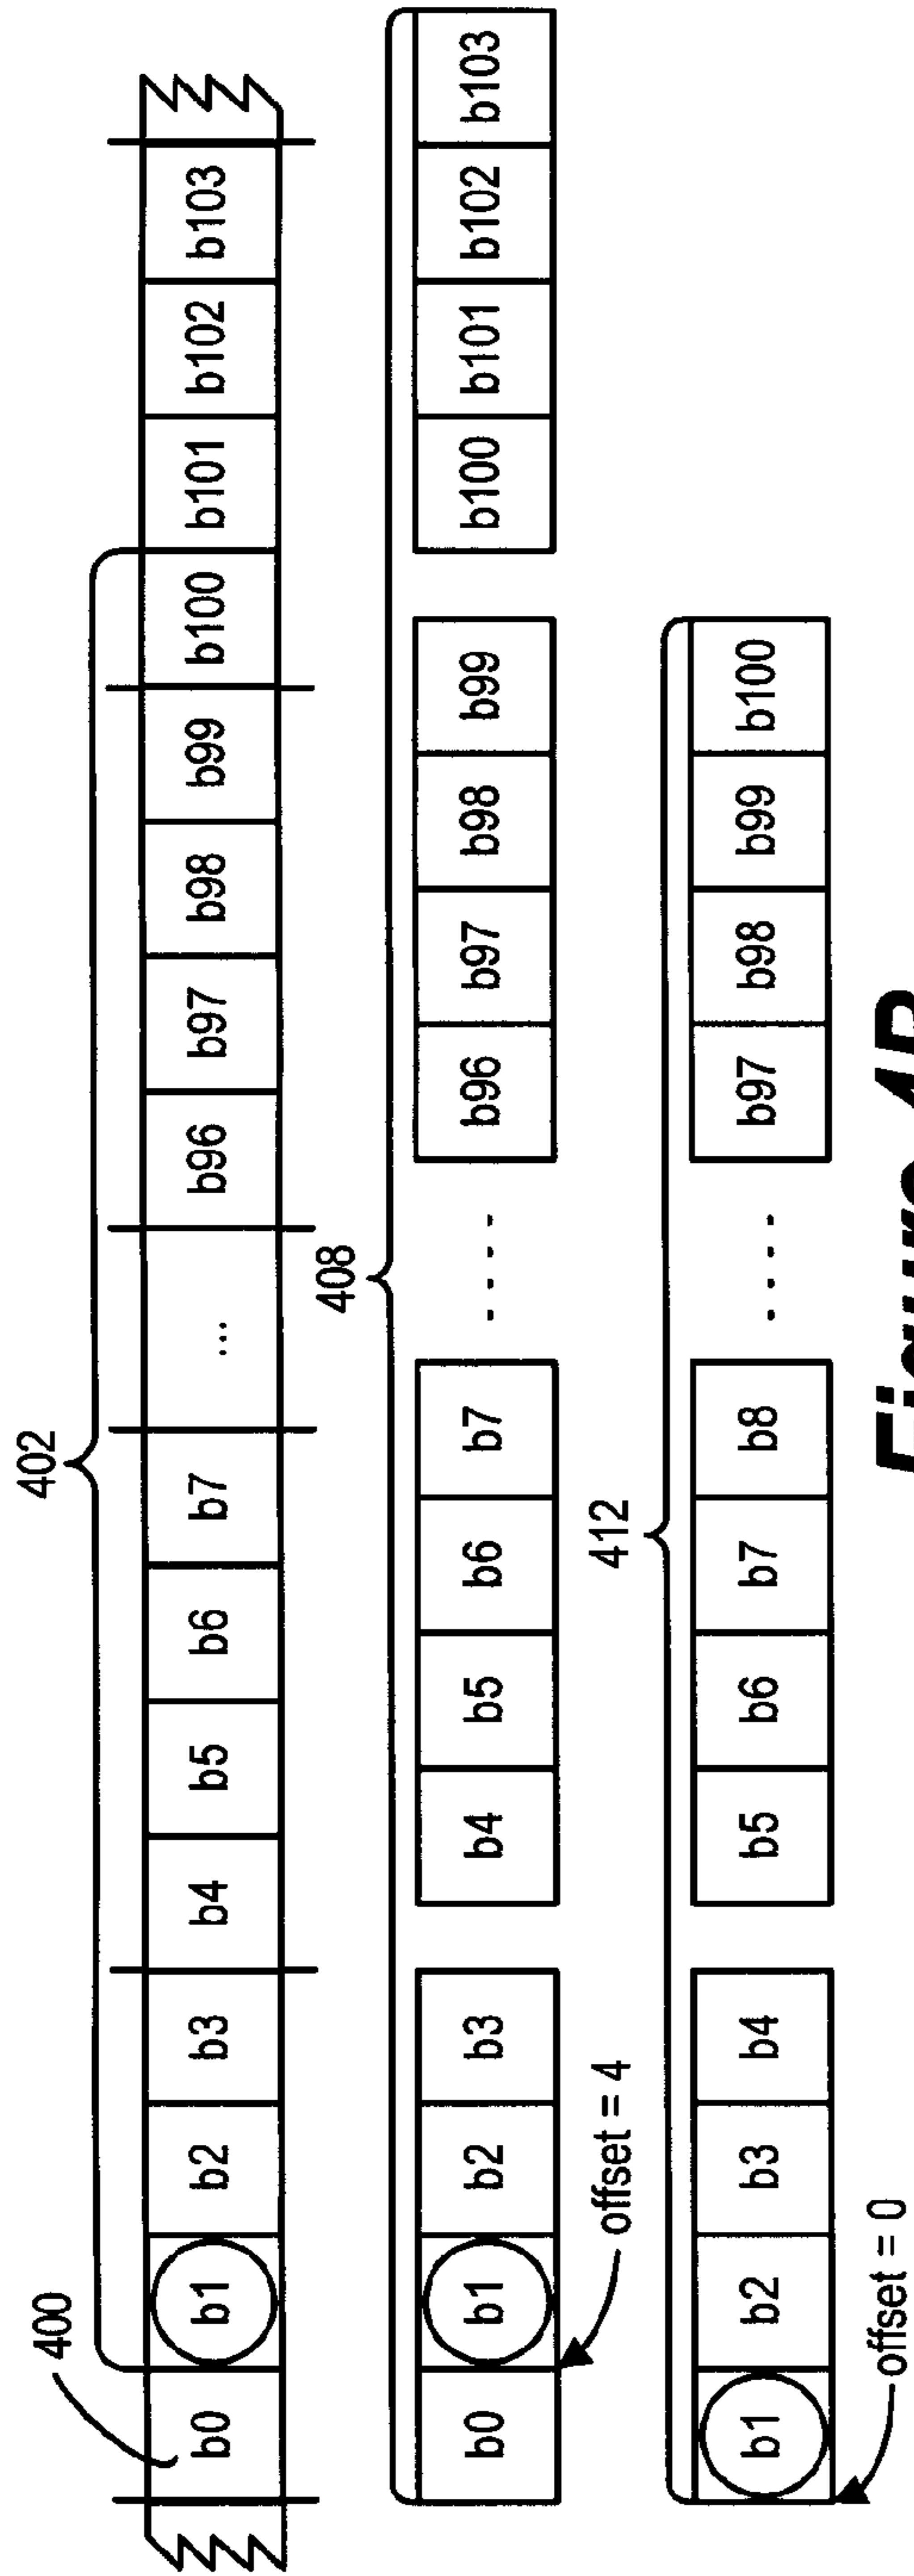 402
400
b0 b1 b2 b3 b4 b5 b6 b7 ... b96 b97 b98 b99 b100 b101 b102 b103
408
b0 b1 b2 b3 b4 b5 b6 b7 - - - - b96 b97 b98 b99 b100 b101 b102 b103
offset = 4
412
b1 b2 b3 b4 b5 b6 b7 b8 - - - - b97 b98 b99 b100
offset = 0
Figure